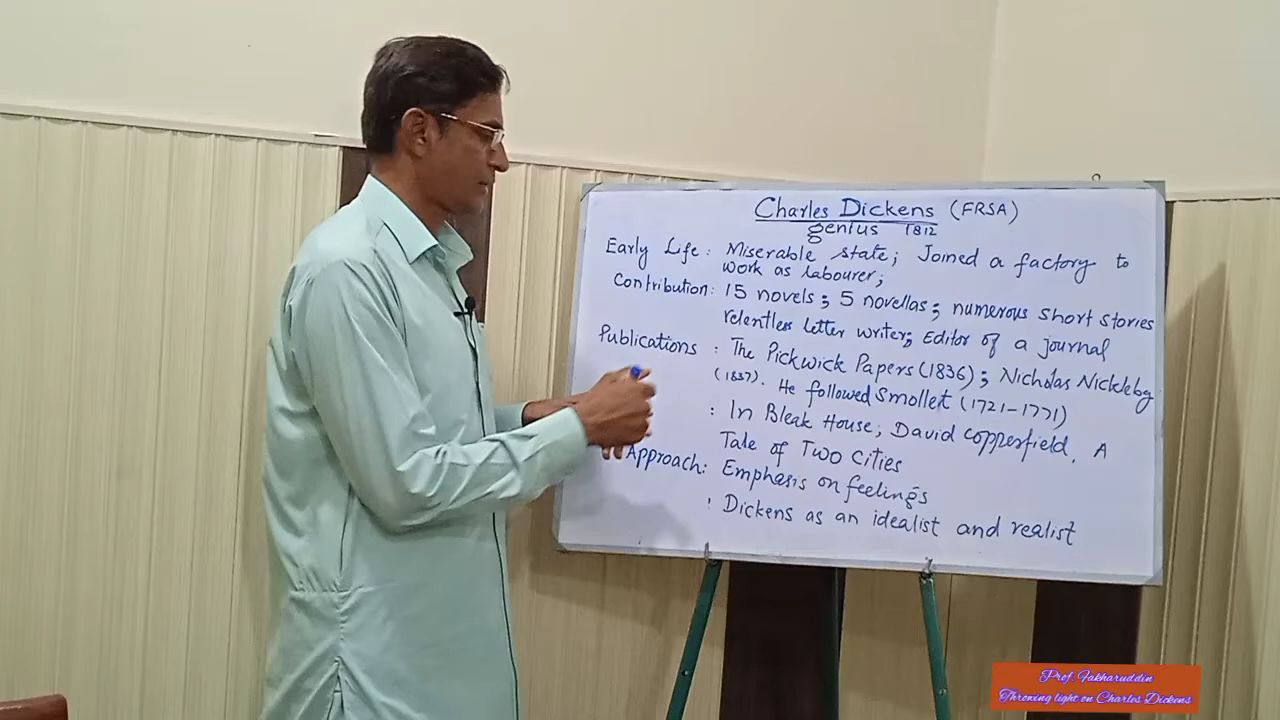 Charles Dickens (FRSA)
genius 1812
Early Life : Miserable state; Joined a factory to
work as labourer;
Contribution: 15 novels; 5 novellas; numerous short stories
relentless letter writer; Editor of a journal
Publications : The Pickwick Papers (1836); Nicholas Nickleby
(1837). He followed Smollett (1721-1771)
: In Bleak House; David Copperfield, A
Tale of Two Cities
Approach: Emphasis on feelings
: Dickens as an idealist and realist
Prof. Fakharuddin
Throwing light on Charles Dickens